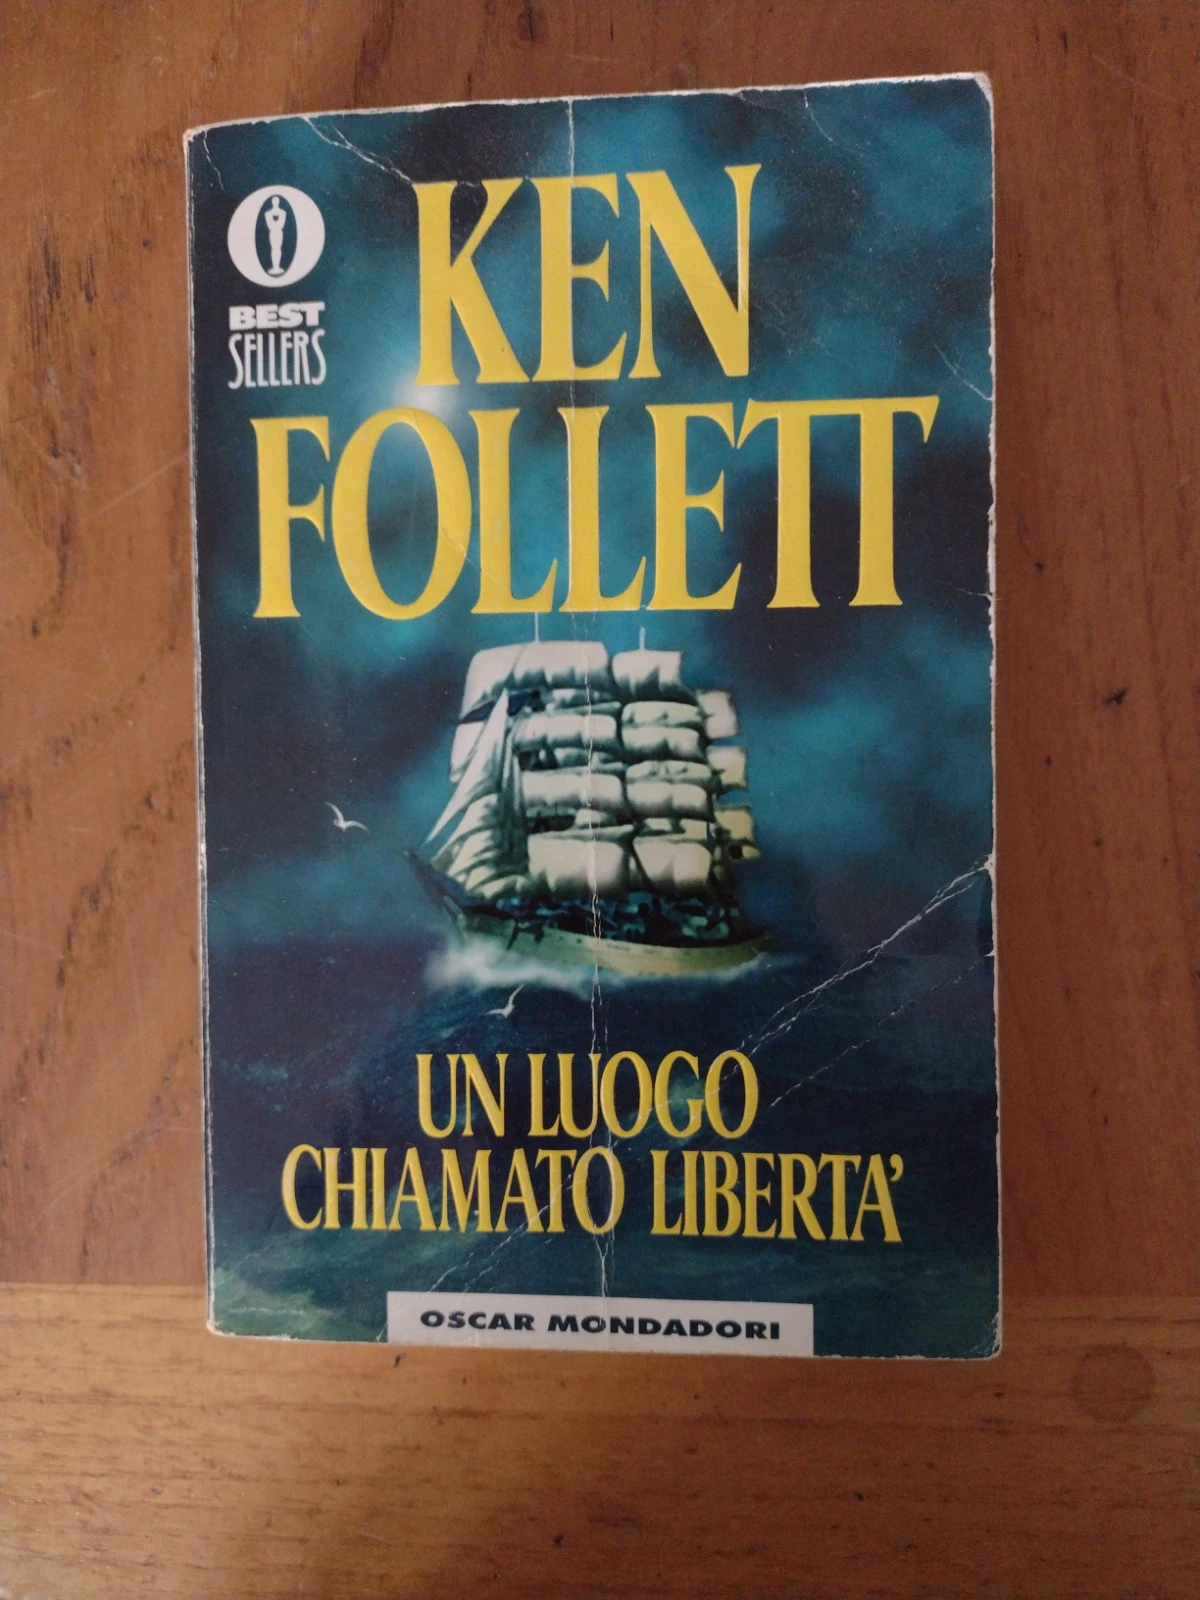 BEST
SELLERS
KEN
FOLLETT
UN LUOGO
CHIAMATO LIBERTA'
OSCAR MONDADORI